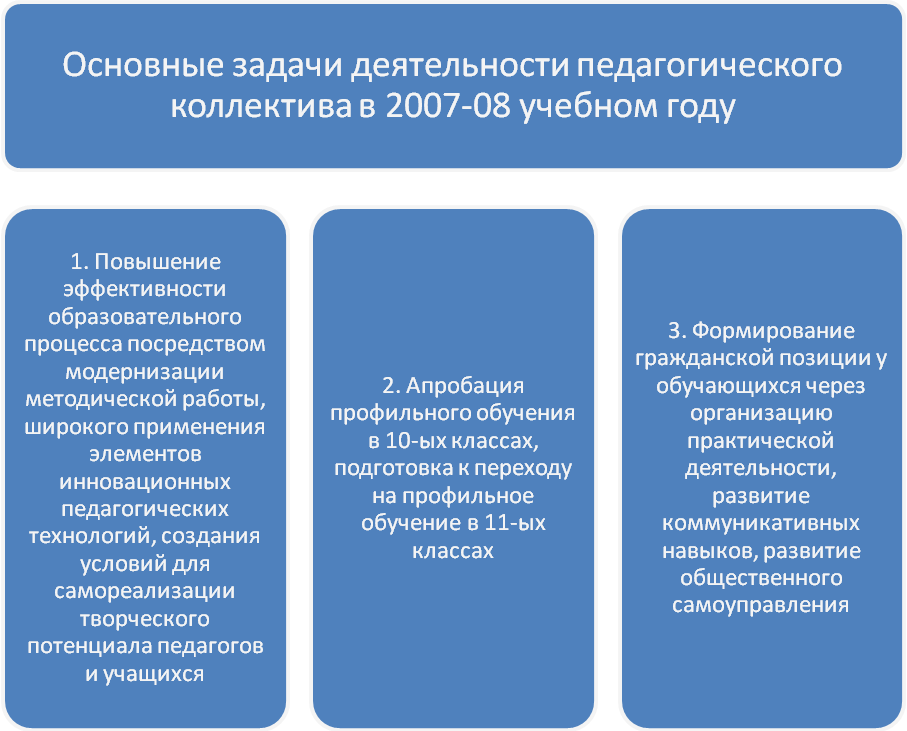 Основные задачи деятельности педагогического
коллектива в 2007-08 учебном году
1. Повышение
эффективности
образовательного
процесса посредством
модернизации
методической работы,
широкого применения
элементов
инновационных
педагогических
технологий, создания
условий для
самореализации
творческого
потенциала педагогов
и учащихся
2. Апробация
профильного обучения
в 10-ых классах,
подготовка к переходу
на профильное
обучение в 11-ых
классах
3. Формирование
гражданской позиции у
обучающихся через
организацию
практической
деятельности,
развитие
коммуникативных
навыков, развитие
общественного
самоуправления